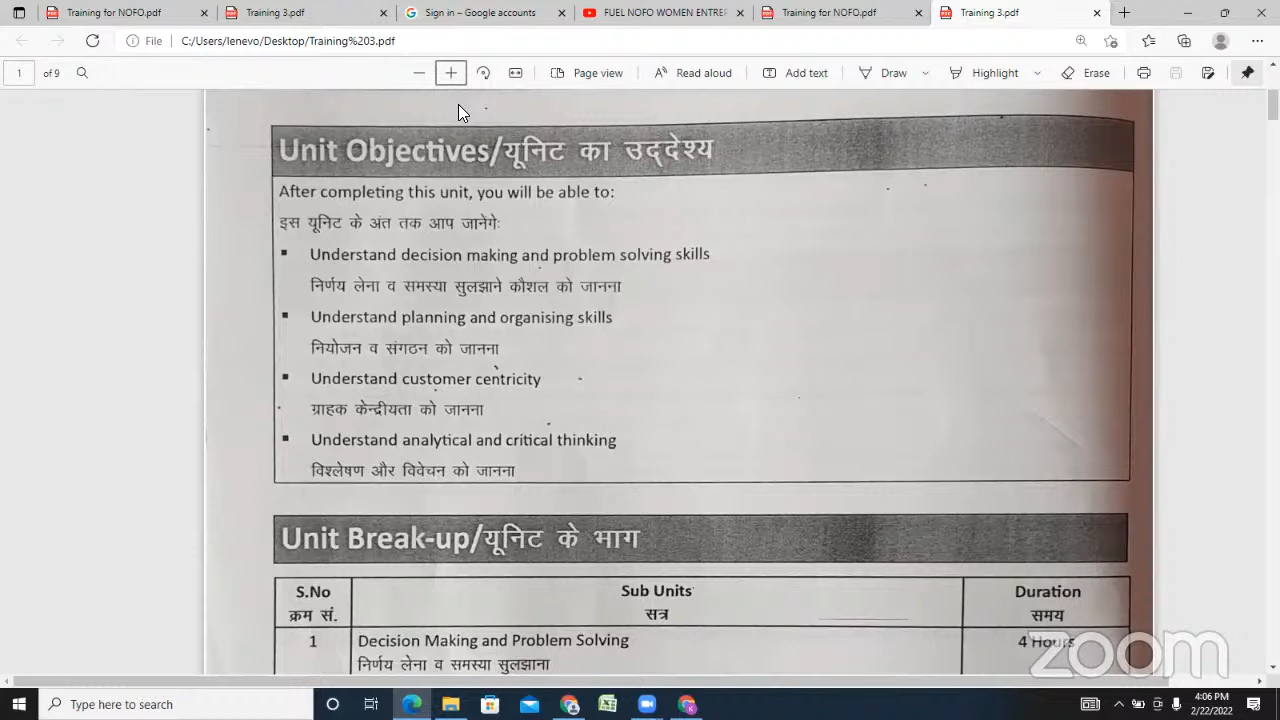 Training for NOFO.pdf
Training 3.pdf
Sign in – Google accounts
FUEL NOFO WOMEN ENTREF
Training for NOFO.pdf
Training 3.pdf
File
C:/Users/lenevo/Desktop/Training%203.pdf
1 of 9
Page view
Read aloud
Add text
Draw
Highlight
Erase
Unit Objectives/यूनिट का उद्देश्य
After completing this unit, you will be able to:
इस यूनिट के अंत तक आप जानेंगेः
▪ Understand decision making and problem solving skills
निर्णय लेना व समस्या सुलझाने कौशल को जानना
▪ Understand planning and organising skills
नियोजन व संगठन को जानना
▪ Understand customer centricity
ग्राहक केन्द्रीयता को जानना
▪ Understand analytical and critical thinking
विश्लेषण और विवेचन को जानना
Unit Break-up/यूनिट के भाग
S.No Sub Units Duration
क्रम सं. सत्र समय
1 Decision Making and Problem Solving 4 Hours
निर्णय लेना व समस्या सुलझाना
zoom
Type here to search
4:06 PM
2/22/2022